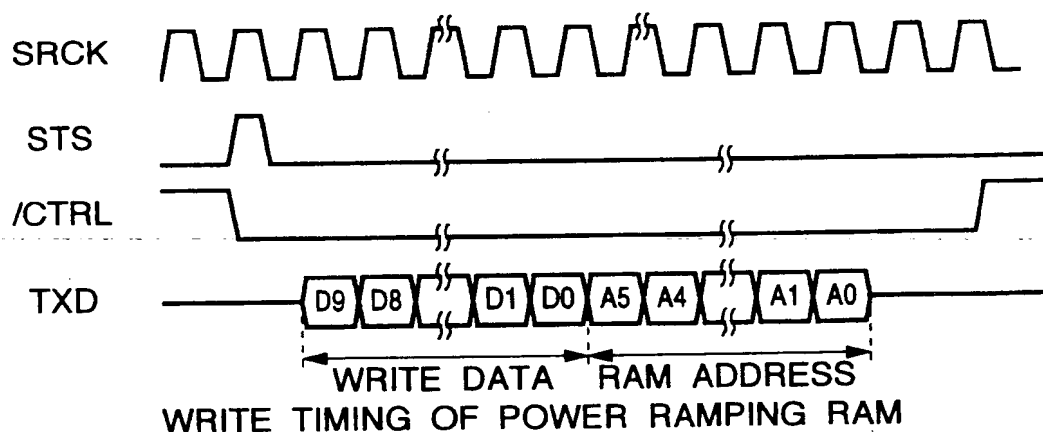 SRCK
STS
/CTRL
TXD D9 D8 D1 D0 A5 A4 A1 A0
WRITE DATA RAM ADDRESS
WRITE TIMING OF POWER RAMPING RAM